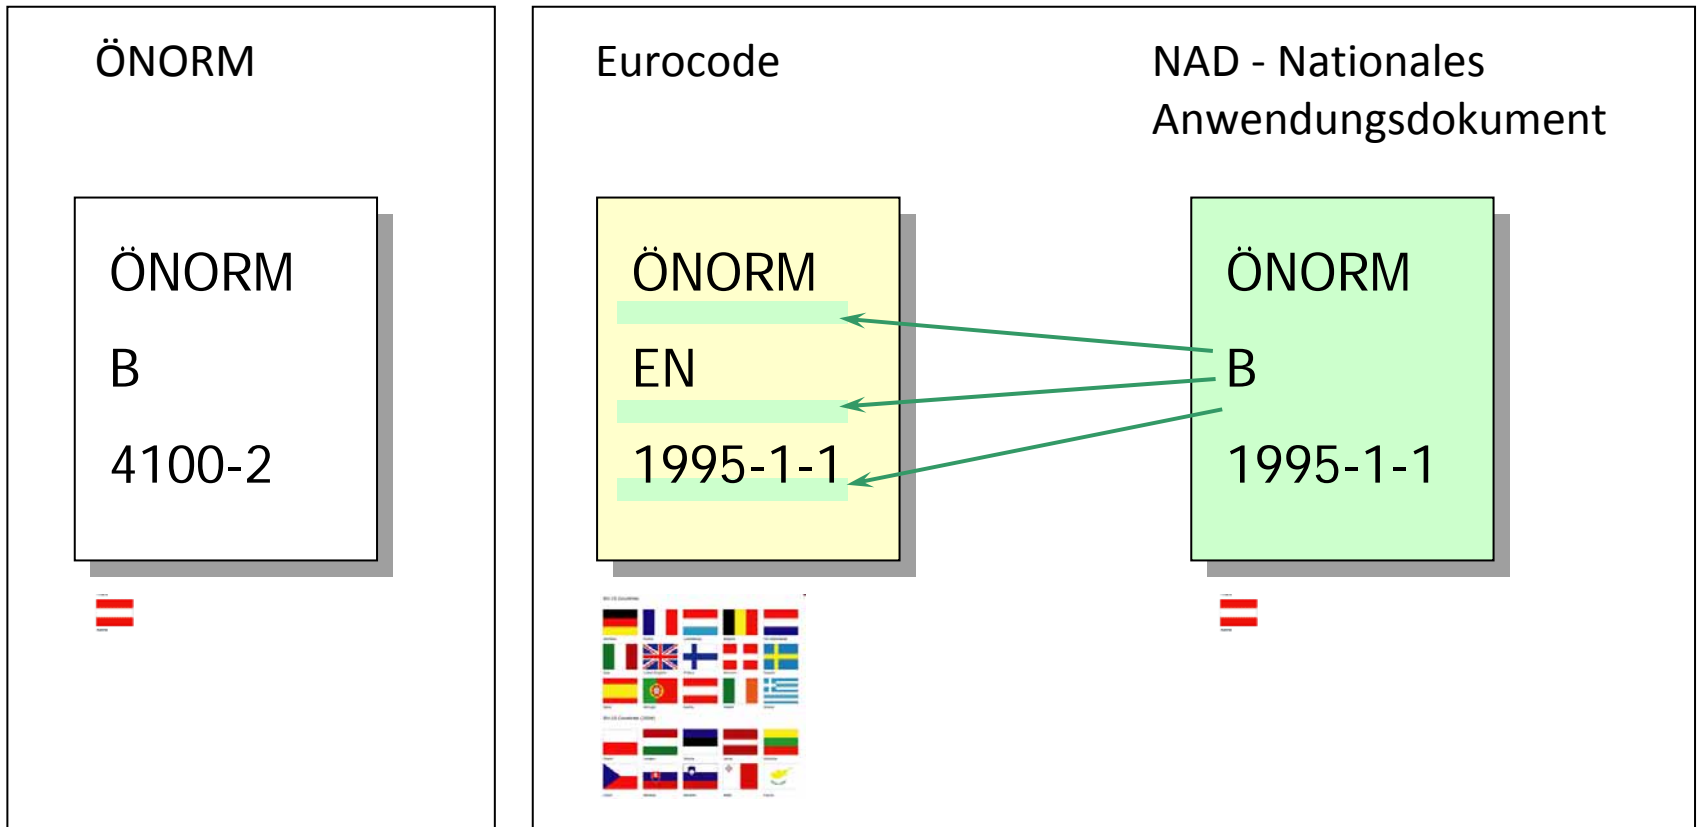 ÖNORM
ÖNORM
B
4100-2
Eurocode
ÖNORM
EN
1995-1-1
NAD - Nationales
Anwendungsdokument
ÖNORM
B
1995-1-1